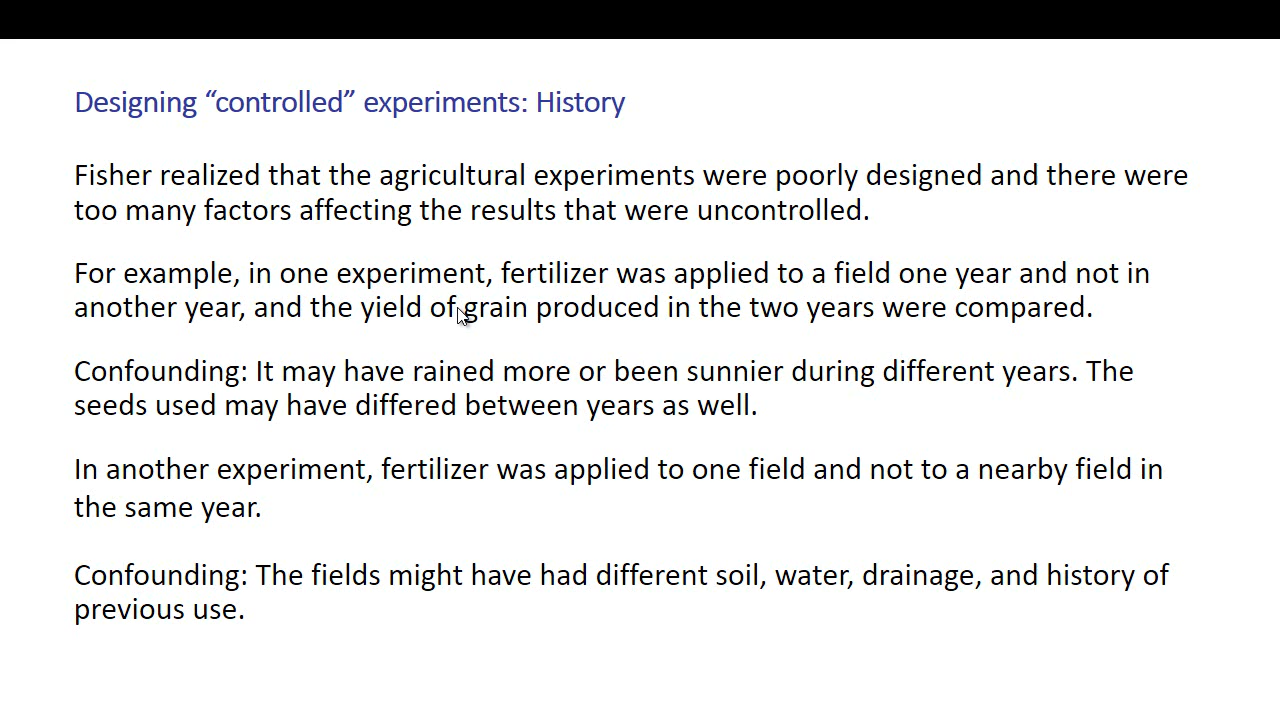 Designing “controlled” experiments: History
Fisher realized that the agricultural experiments were poorly designed and there were
too many factors affecting the results that were uncontrolled.
For example, in one experiment, fertilizer was applied to a field one year and not in
another year, and the yield of grain produced in the two years were compared.
Confounding: It may have rained more or been sunnier during different years. The
seeds used may have differed between years as well.
In another experiment, fertilizer was applied to one field and not to a nearby field in
the same year.
Confounding: The fields might have had different soil, water, drainage, and history of
previous use.